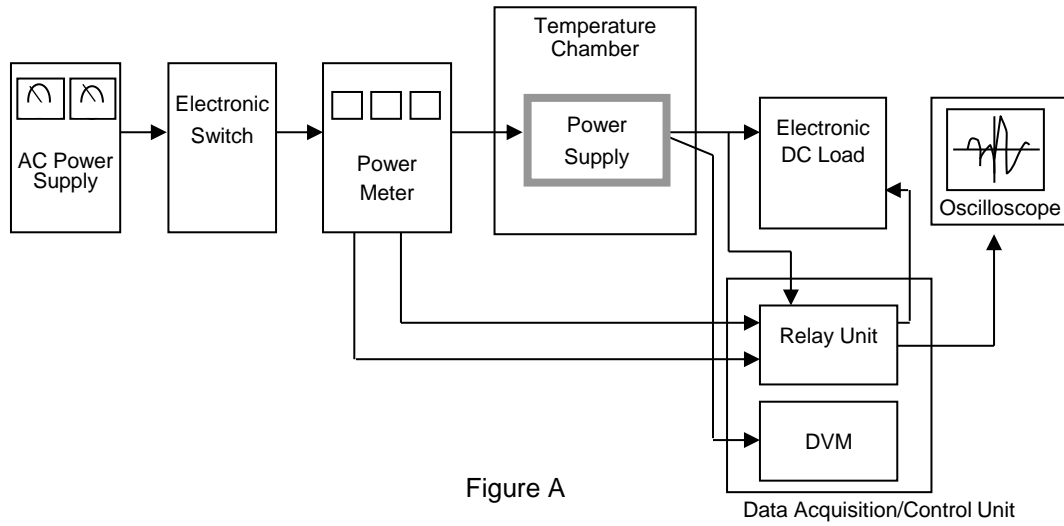 Temperature
Chamber
AC Power
Supply
Electronic
Switch
Power
Meter
Power
Supply
Electronic
DC Load
Oscilloscope
Relay Unit
DVM
Figure A
Data Acquisition/Control Unit